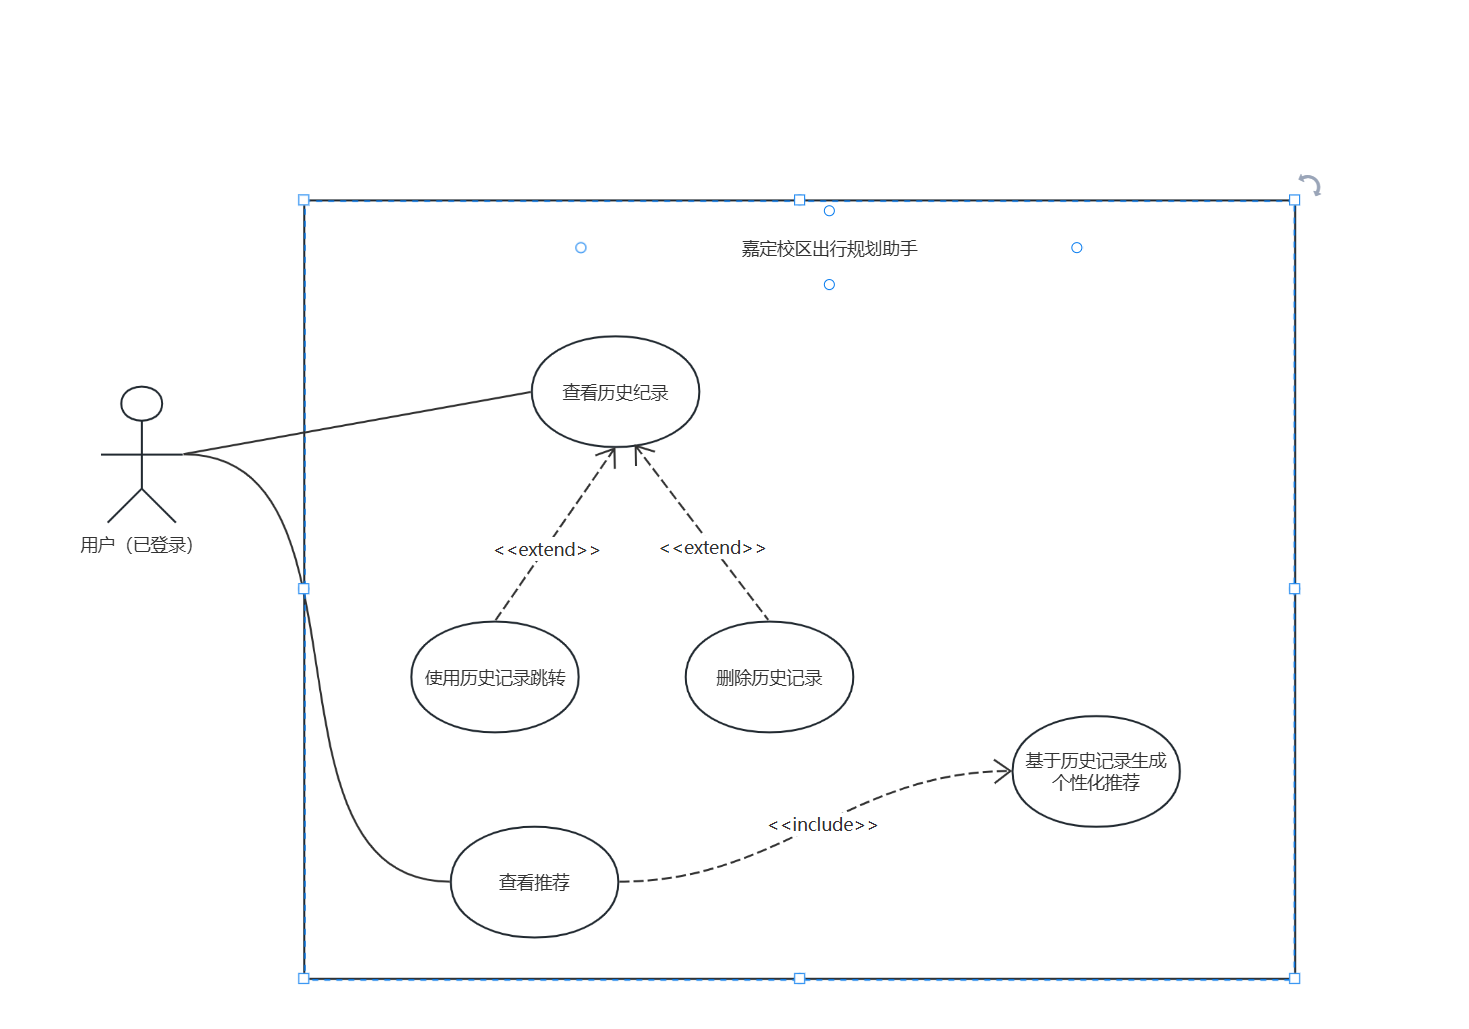 嘉定校区出行规划助手
查看历史纪录
用户（已登录）
<<extend>>
<<extend>>
使用历史记录跳转
删除历史记录
基于历史记录生成
个性化推荐
<<include>>
查看推荐